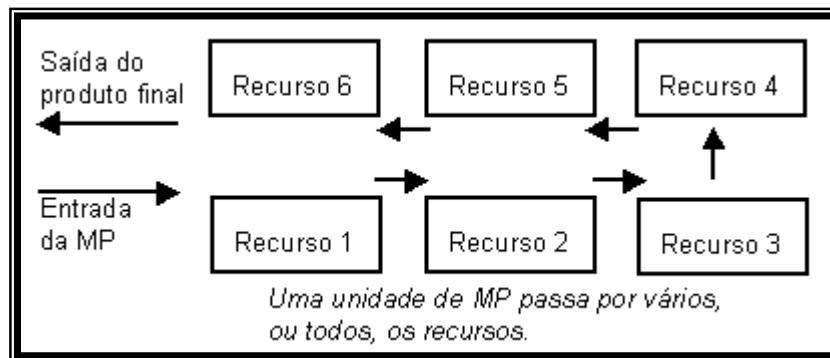 Saída do
produto final
Recurso 6
Recurso 5
Recurso 4
Entrada
da MP
Recurso 1
Recurso 2
Recurso 3
Uma unidade de MP passa por vários,
ou todos, os recursos.